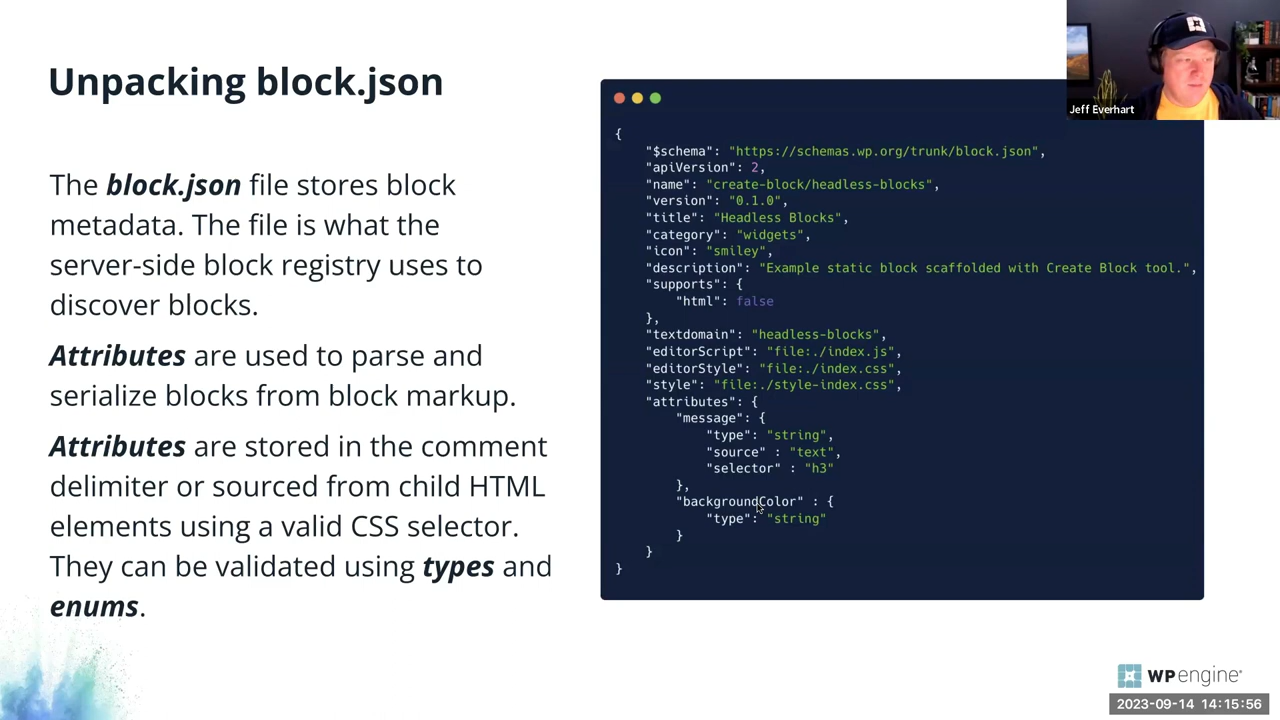 Unpacking block.json
The block.json file stores block
metadata. The file is what the
server-side block registry uses to
discover blocks.
Attributes are used to parse and
serialize blocks from block markup.
Attributes are stored in the comment
delimiter or sourced from child HTML
elements using a valid CSS selector.
They can be validated using types and
enums.
{
"$schema": "https://schemas.wp.org/trunk/block.json",
"apiVersion": 2,
"name": "create-block/headless-blocks",
"version": "0.1.0",
"title": "Headless Blocks",
"category": "widgets",
"icon": "smiley",
"description": "Example static block scaffolded with Create Block tool.",
"supports": {
"html": false
},
"textdomain": "headless-blocks",
"editorScript": "file:./index.js",
"editorStyle": "file:./index.css",
"style": "file:./style-index.css",
"attributes": {
"message": {
"type": "string",
"source" : "text",
"selector" : "h3"
},
"backgroundColor" : {
"type": "string"
}
}
}
Jeff Everhart
WPengine®
2023-09-14 14:15:56